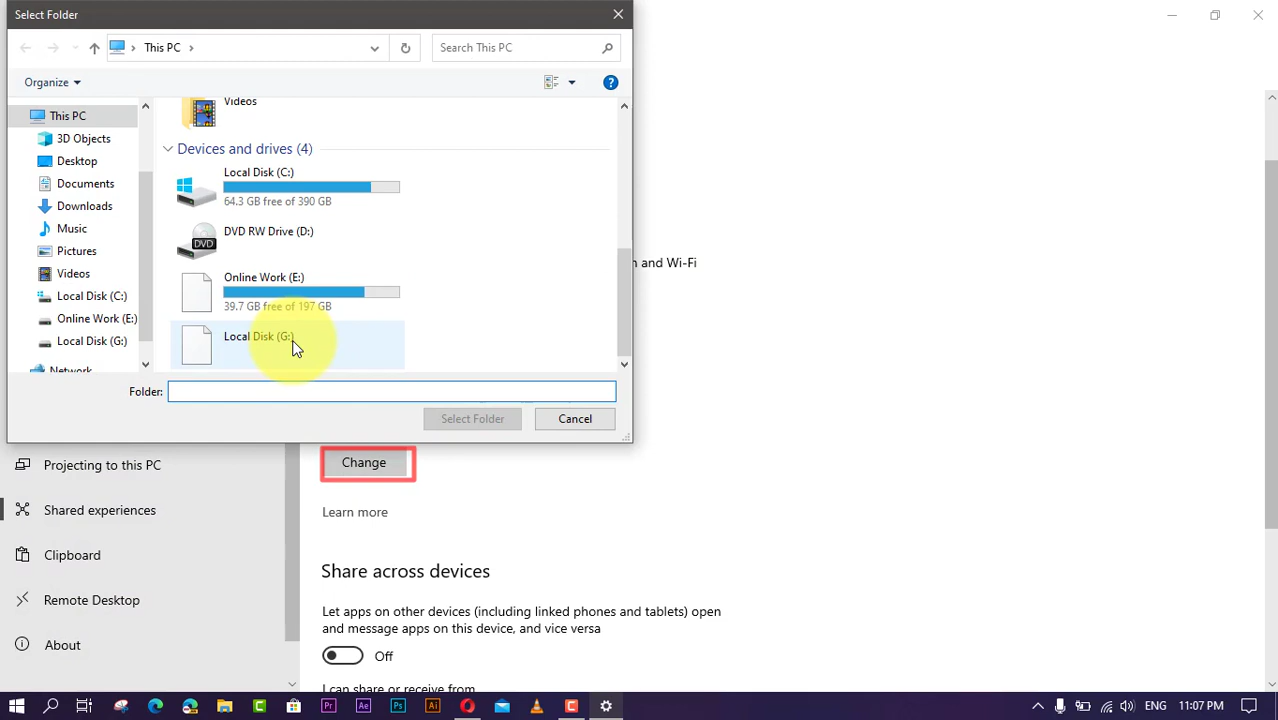 Select Folder
This PC
Search This PC
Organize
This PC
3D Objects
Desktop
Documents
Downloads
Music
Pictures
Videos
Local Disk (C:)
Online Work (E:)
Local Disk (G:)
Network
Videos
Devices and drives (4)
Local Disk (C:)
64.3 GB free of 390 GB
DVD RW Drive (D:)
DVD
Online Work (E:)
39.7 GB free of 197 GB
Local Disk (G:)
Folder:
Select Folder
Cancel
and Wi-Fi
Projecting to this PC
Shared experiences
Clipboard
Remote Desktop
About
Change
Learn more
Share across devices
Let apps on other devices (including linked phones and tablets) open
and message apps on this device, and vice versa
Off
I can share or receive from
Pr
Ae
Ps
Ai
C
C
ENG
11:07 PM